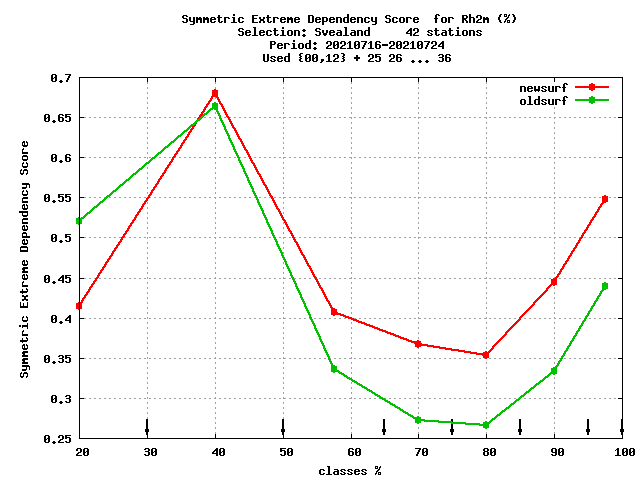 Symmetric Extreme Dependency Score  for Rh2m (%)
Selection: Svealand     42 stations
Period: 20210716-20210724
Used {00,12} + 25 26 ... 36
newsurf
oldsurf
Symmetric Extreme Dependency Score
0,7
0,65
0,6
0,55
0,5
0,45
0,4
0,35
0,3
0,25
20 30 40 50 60 70 80 90 100
classes %